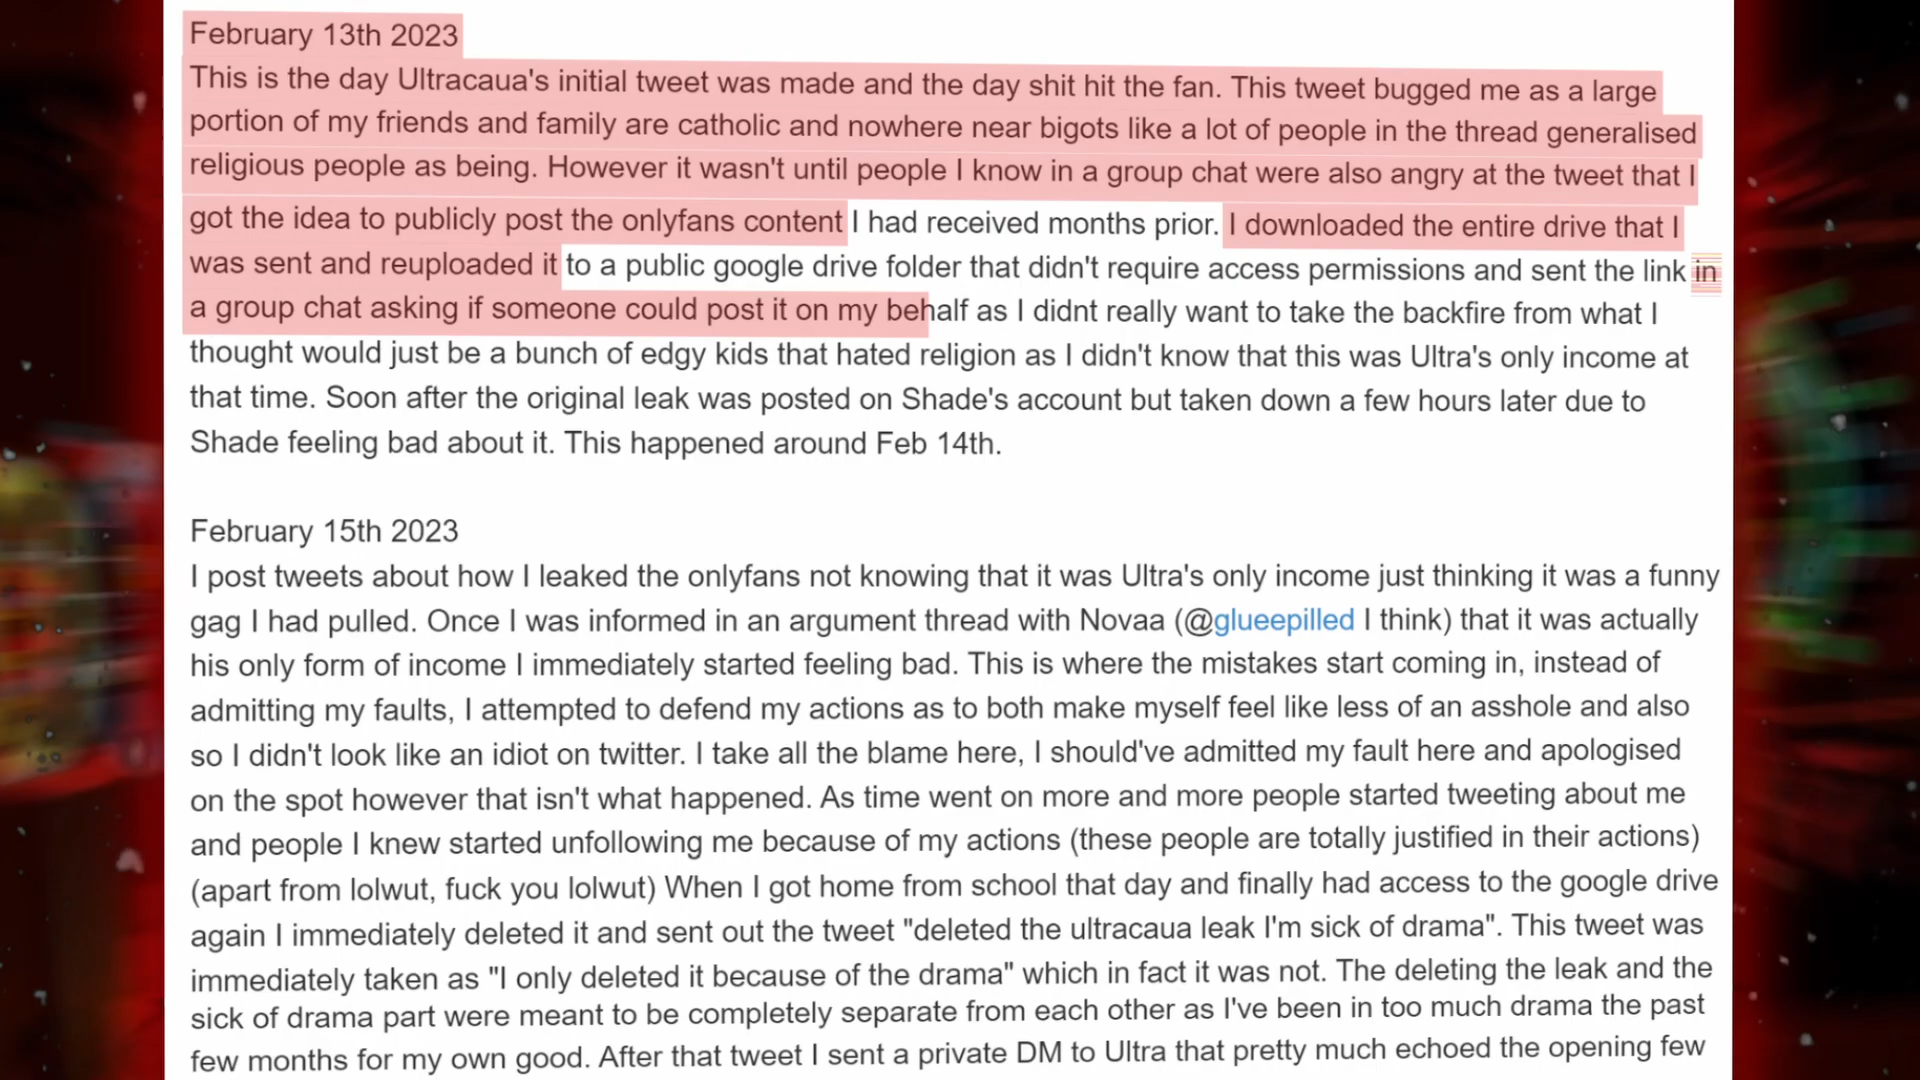 February 13th 2023
This is the day Ultracaua's initial tweet was made and the day shit hit the fan. This tweet bugged me as a large
portion of my friends and family are catholic and nowhere near bigots like a lot of people in the thread generalised
religious people as being. However it wasn't until people I know in a group chat were also angry at the tweet that I
got the idea to publicly post the onlyfans content I had received months prior. I downloaded the entire drive that I
was sent and reuploaded it to a public google drive folder that didn't require access permissions and sent the link in
a group chat asking if someone could post it on my behalf as I didnt really want to take the backfire from what I
thought would just be a bunch of edgy kids that hated religion as I didn't know that this was Ultra's only income at
that time. Soon after the original leak was posted on Shade's account but taken down a few hours later due to
Shade feeling bad about it. This happened around Feb 14th.
February 15th 2023
I post tweets about how I leaked the onlyfans not knowing that it was Ultra's only income just thinking it was a funny
gag I had pulled. Once I was informed in an argument thread with Novaa (@glueepilled I think) that it was actually
his only form of income I immediately started feeling bad. This is where the mistakes start coming in, instead of
admitting my faults, I attempted to defend my actions as to both make myself feel like less of an asshole and also
so I didn't look like an idiot on twitter. I take all the blame here, I should've admitted my fault here and apologised
on the spot however that isn't what happened. As time went on more and more people started tweeting about me
and people I knew started unfollowing me because of my actions (these people are totally justified in their actions)
(apart from lolwut, fuck you lolwut) When I got home from school that day and finally had access to the google drive
again I immediately deleted it and sent out the tweet "deleted the ultracaua leak I'm sick of drama". This tweet was
immediately taken as "I only deleted it because of the drama" which in fact it was not. The deleting the leak and the
sick of drama part were meant to be completely separate from each other as I've been in too much drama the past
few months for my own good. After that tweet I sent a private DM to Ultra that pretty much echoed the opening few